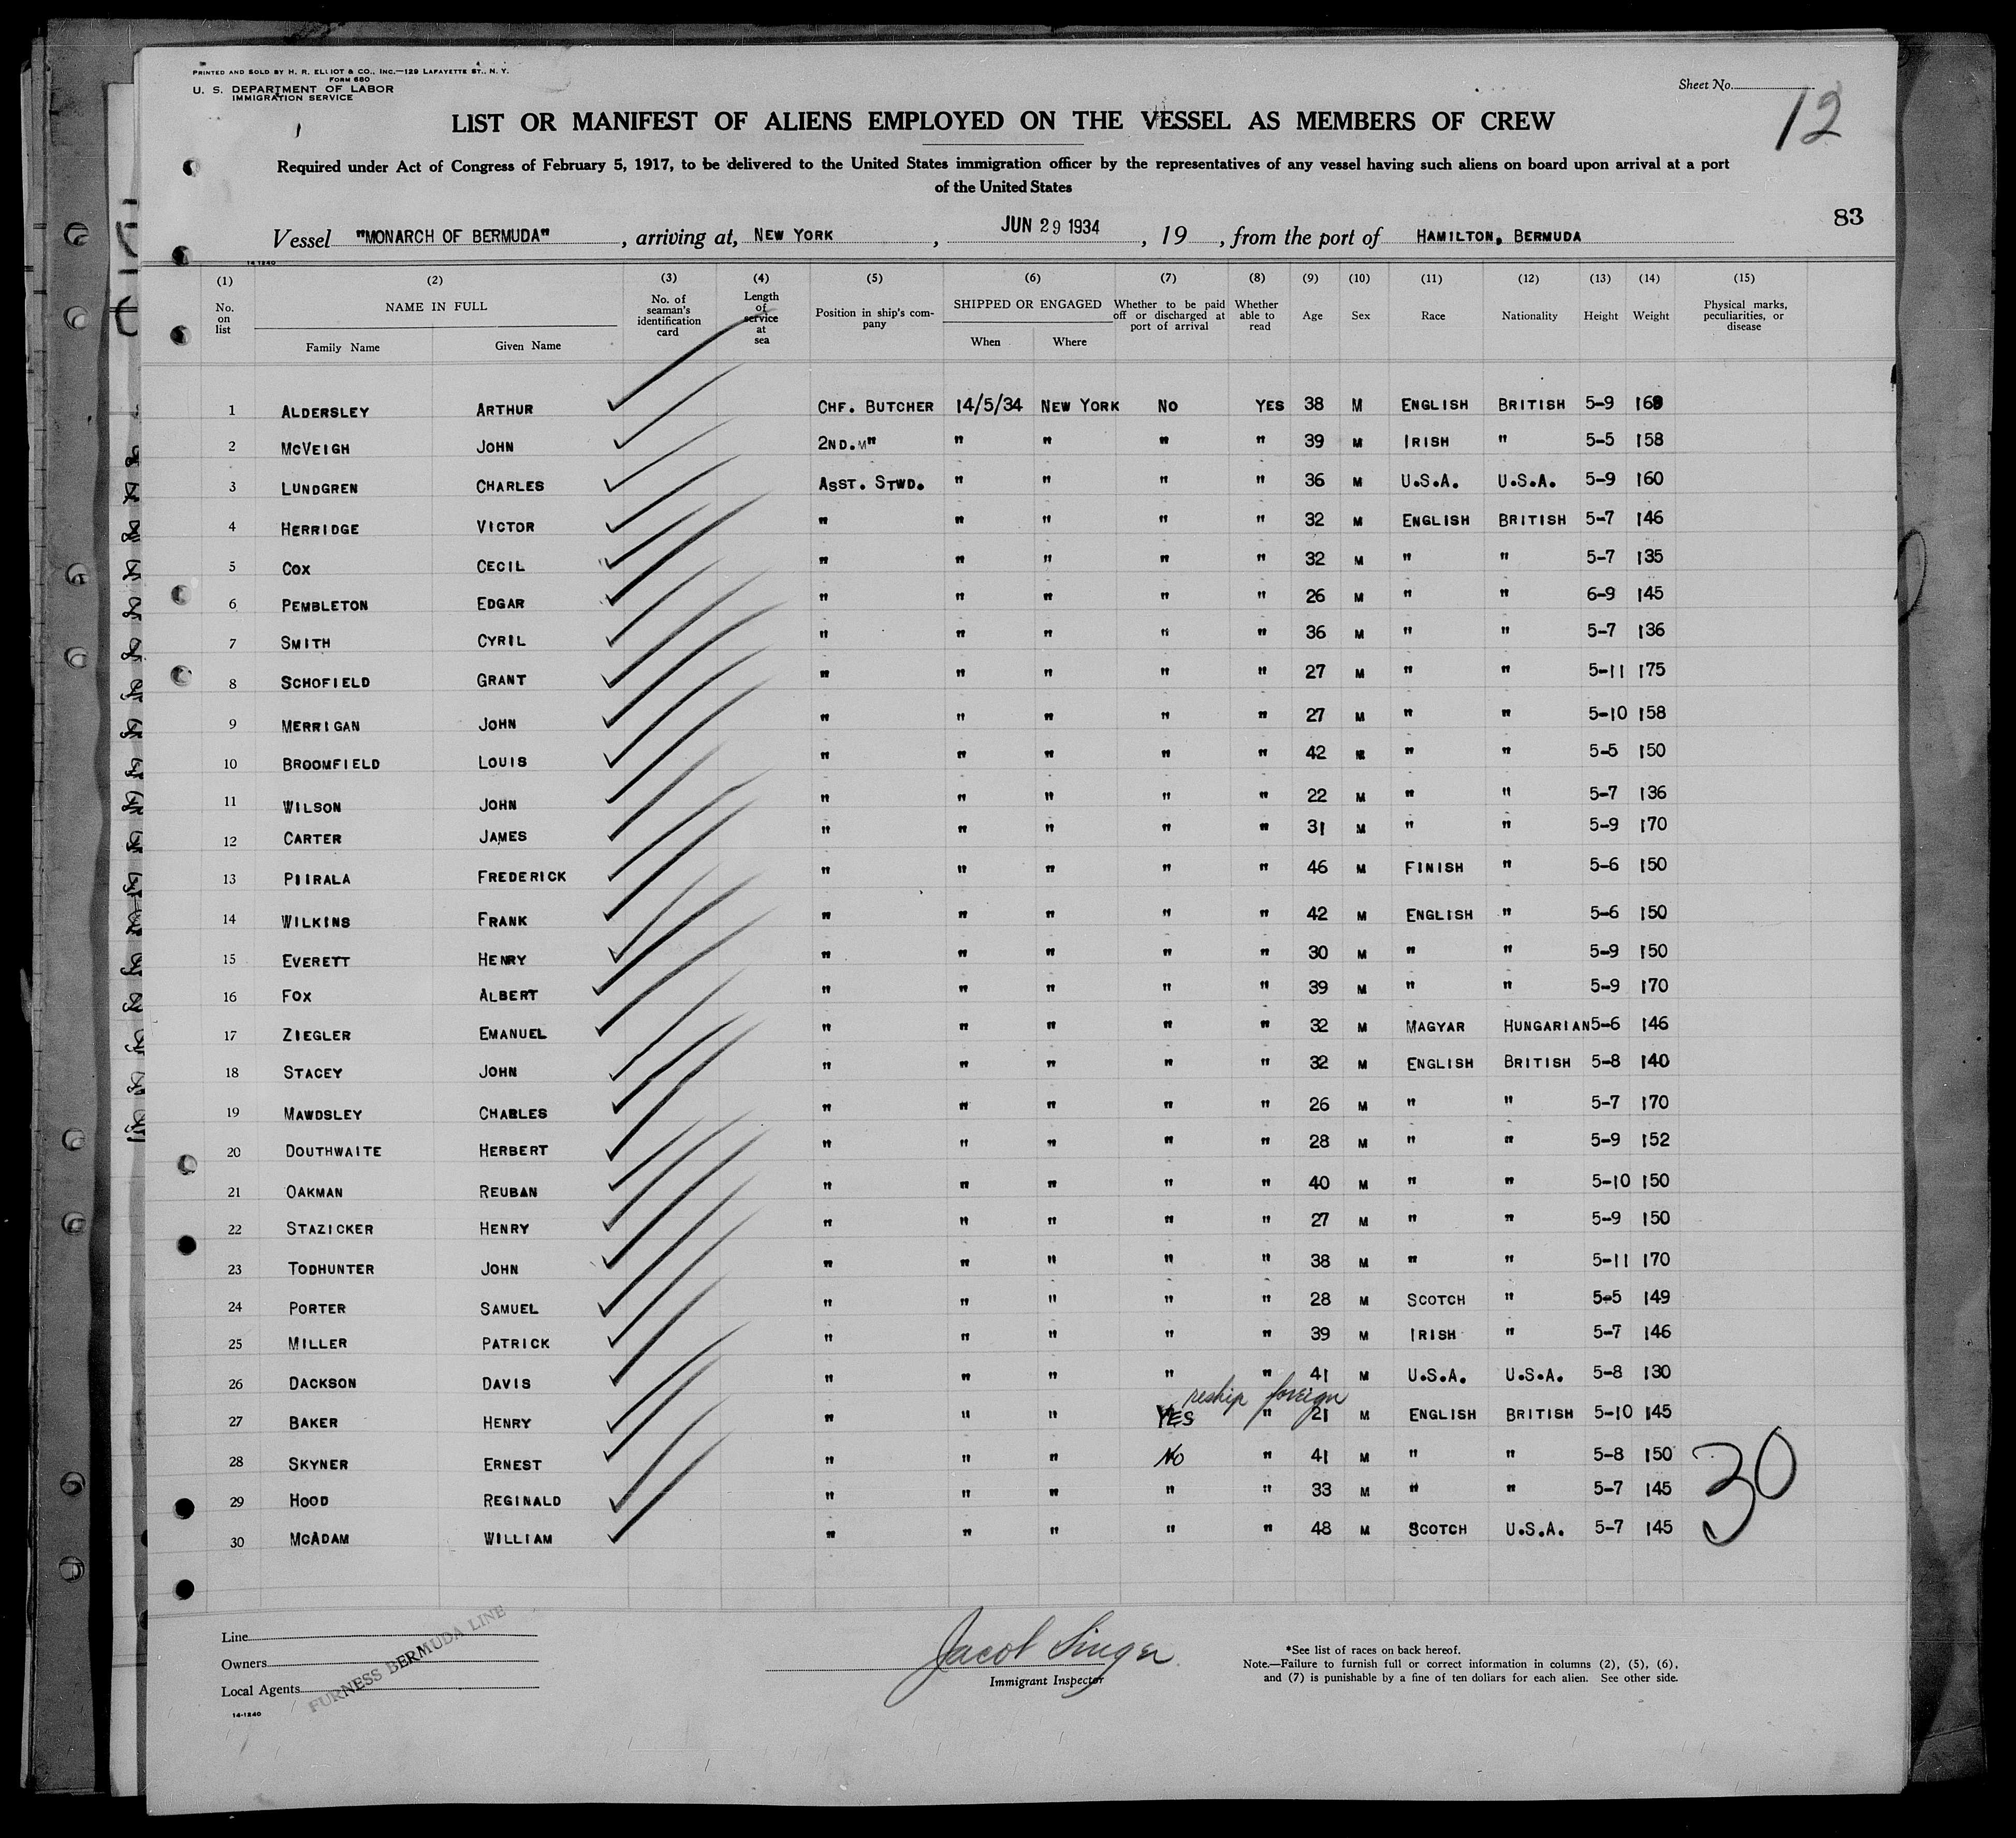 PRINTED AND SOLD BY H. R. ELLIOT & CO., INC.—129 LAFAYETTE ST., N. Y.
FORM 680
U. S. DEPARTMENT OF LABOR
IMMIGRATION SERVICE
Sheet No.
12
LIST OR MANIFEST OF ALIENS EMPLOYED ON THE VESSEL AS MEMBERS OF CREW
Required under Act of Congress of February 5, 1917, to be delivered to the United States immigration officer by the representatives of any vessel having such aliens on board upon arrival at a port
of the United States
83
Vessel "MONARCH OF BERMUDA", arriving at, NEW YORK, JUN 29 1934, 19, from the port of HAMILTON, BERMUDA
14-1240
(1) (2) (3) (4) (5) (6) (7) (8) (9) (10) (11) (12) (13) (14) (15)
No. on list NAME IN FULL Family Name Given Name No. of seaman's identification card Length of service at sea Position in ship's company SHIPPED OR ENGAGED When Where Whether to be paid off or discharged at port of arrival Whether able to read Age Sex Race Nationality Height Weight Physical marks, peculiarities, or disease
1 ALDERSLEY ARTHUR CHF. BUTCHER 14/5/34 NEW YORK NO YES 38 M ENGLISH BRITISH 5-9
2 MCVEIGH JOHN 2ND. " " " " " 39 M IRISH " 5-5 158
3 LUNDGREN CHARLES ASST. STWD. " " " " 36 M U.S.A. U.S.A. 5-9 160
4 HERRIDGE VICTOR " " " " " 32 M ENGLISH BRITISH 5-7 146
5 COX CECIL " " " " " 32 M " " 5-7 135
6 PEMBLETON EDGAR " " " " " 26 M " " 6-9 145
7 SMITH CYRIL " " " " " 36 M " " 5-7 136
8 SCHOFIELD GRANT " " " " " 27 M " " 5-11 175
9 MERRIGAN JOHN " " " " " 27 M " " 5-10 158
10 BROOMFIELD LOUIS " " " " " 42 M " " 5-5 150
11 WILSON JOHN " " " " " 22 M " " 5-7 136
12 CARTER JAMES " " " " " 31 M " " 5-9 170
13 PIIRALA FREDERICK " " " " " 46 M FINISH " 5-6 150
14 WILKINS FRANK " " " " " 42 M ENGLISH " 5-6 150
15 EVERETT HENRY " " " " " 30 M " " 5-9 150
16 FOX ALBERT " " " " " 39 M " " 5-9 170
17 ZIEGLER EMANUEL " " " " " 32 M MAGYAR HUNGARIAN 5-6 146
18 STACEY JOHN " " " " " 32 M ENGLISH BRITISH 5-8 140
19 MAWDSLEY CHARLES " " " " " 26 M " " 5-7 170
20 DOUTHWAITE HERBERT " " " " " 28 M " " 5-9 152
21 OAKMAN REUBAN " " " " " 40 M " " 5-10 150
22 STAZICKER HENRY " " " " " 27 M " " 5-9 150
23 TODHUNTER JOHN " " " " " 38 M " " 5-11 170
24 PORTER SAMUEL " " " " " 28 M SCOTCH " 5-5 149
25 MILLER PATRICK " " " " " 39 M IRISH " 5-7 146
26 DACKSON DAVIS " " " " " 41 M U.S.A. U.S.A. 5-8 130
reship foreign
27 BAKER HENRY " " " YES " 21 M ENGLISH BRITISH 5-10 145
28 SKYNER ERNEST " " " No " 41 M " " 5-8 150
29 HOOD REGINALD " " " " " 33 M " " 5-7 145
30 MCADAM WILLIAM " " " " " 48 M SCOTCH U.S.A. 5-7 145
30
Line
Owners
Local Agents
FURNESS BERMUDA LINE
14-1240
Jacob Singer
Immigrant Inspector
*See list of races on back hereof.
Note.—Failure to furnish full or correct information in columns (2), (5), (6),
and (7) is punishable by a fine of ten dollars for each alien. See other side.